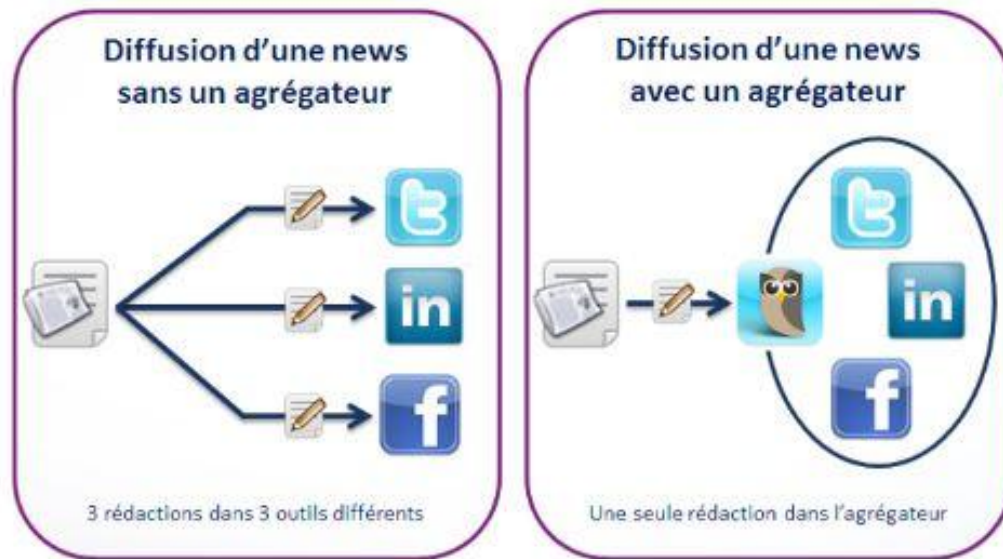 Diffusion d'une news
sans un agrégateur
3 rédactions dans 3 outils différents
Diffusion d'une news
avec un agrégateur
Une seule rédaction dans l'agrégateur
t
in
f
t
in
f